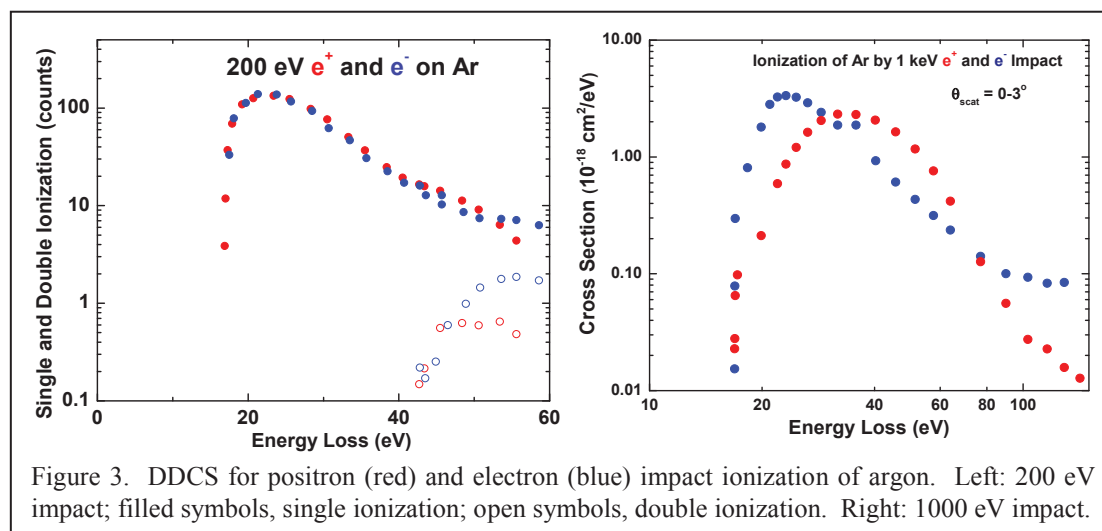 200 eV e⁺ and e⁻ on Ar
Single and Double Ionization (counts)
100
10
1
0.1
0
20
40
60
Energy Loss (eV)
Ionization of Ar by 1 keV e⁺ and e⁻ Impact
θscat = 0-3°
Cross Section (10⁻¹⁸ cm²/eV)
10.00
1.00
0.10
0.01
10
20
40
60
80
100
Energy Loss (eV)
Figure 3. DDCS for positron (red) and electron (blue) impact ionization of argon. Left: 200 eV
impact; filled symbols, single ionization; open symbols, double ionization. Right: 1000 eV impact.